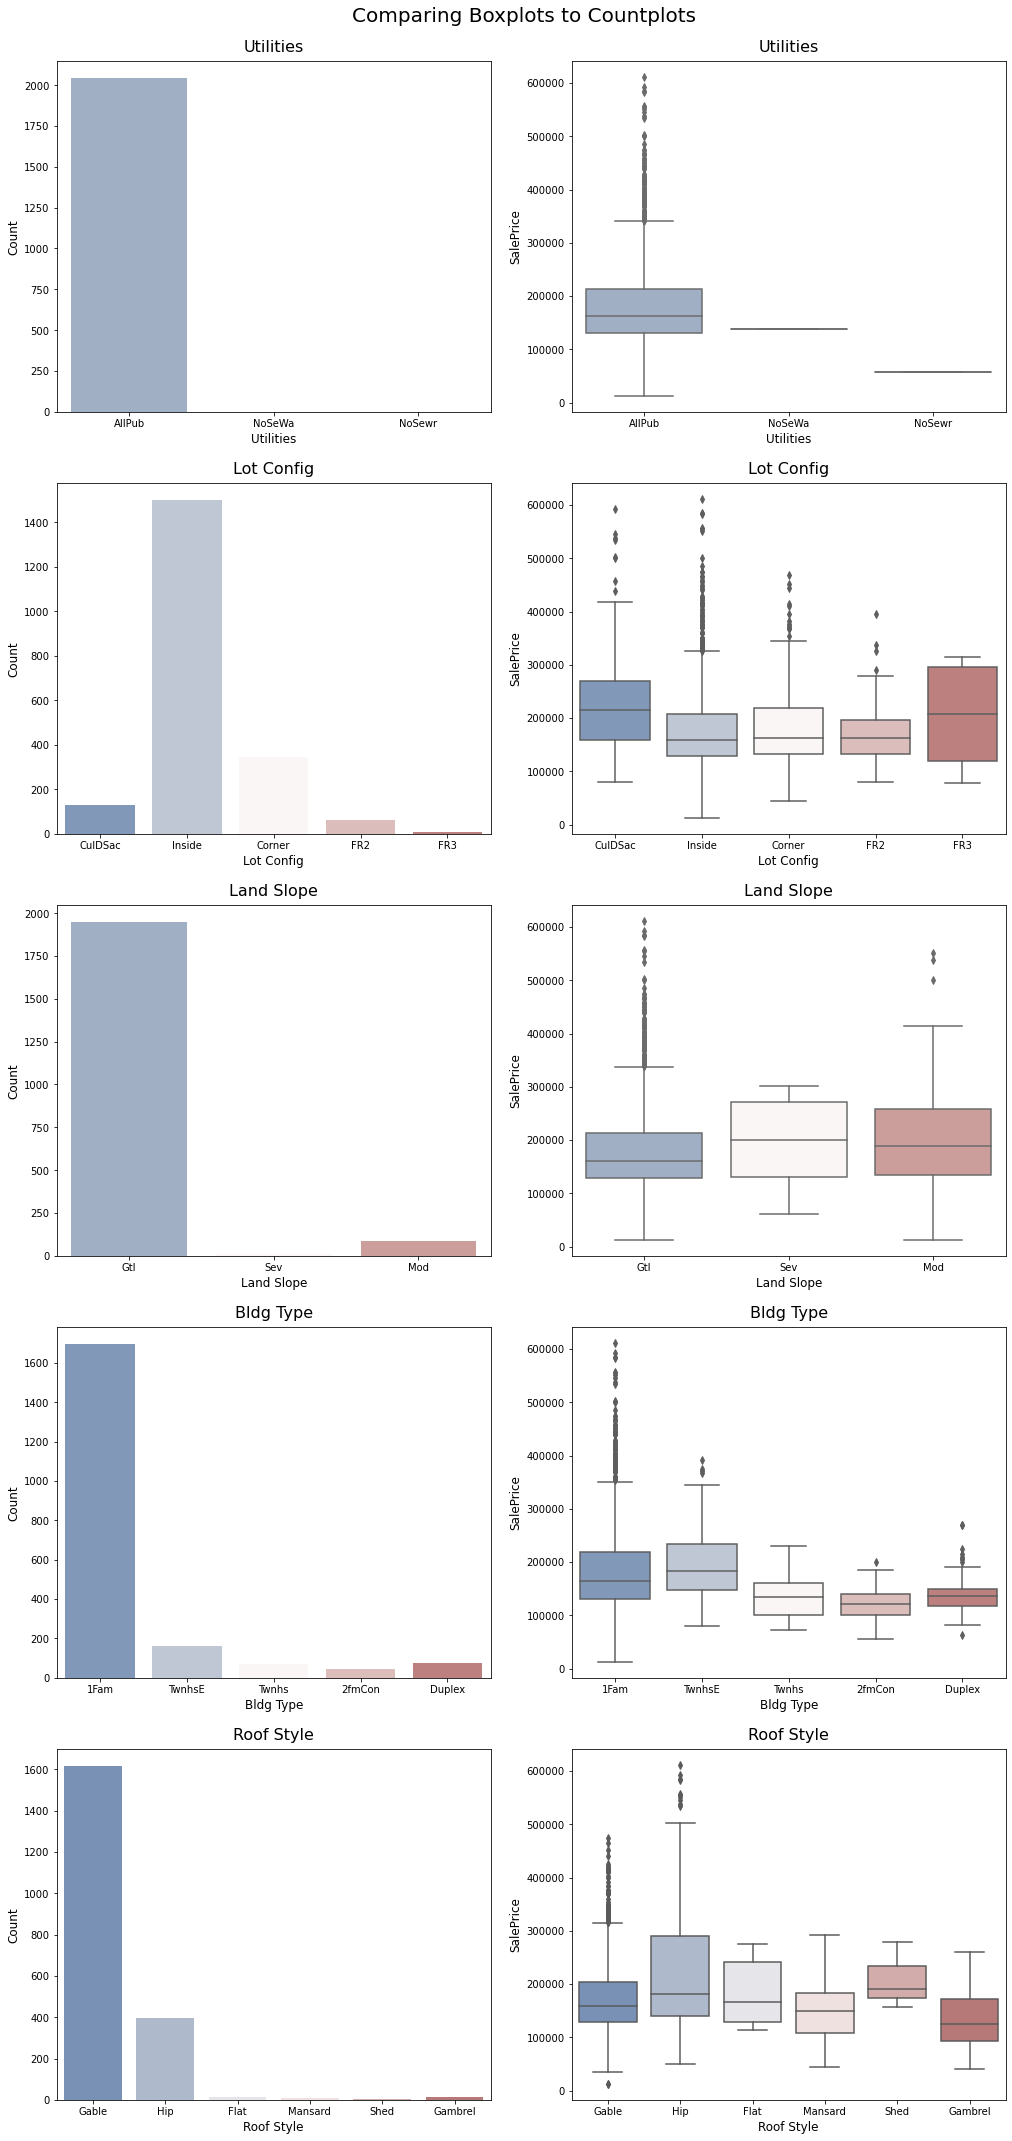 Comparing Boxplots to Countplots
Utilities
2000
1750
1500
1250
1000
750
500
250
0
Count
AllPub NoSeWa NoSewr
Utilities
Utilities
600000
500000
400000
300000
200000
100000
0
SalePrice
AllPub NoSeWa NoSewr
Utilities
Lot Config
1400
1200
1000
800
600
400
200
0
Count
CulDSac Inside Corner FR2 FR3
Lot Config
Lot Config
600000
500000
400000
300000
200000
100000
0
SalePrice
CulDSac Inside Corner FR2 FR3
Lot Config
Land Slope
2000
1750
1500
1250
1000
750
500
250
0
Count
Gtl Sev Mod
Land Slope
Land Slope
600000
500000
400000
300000
200000
100000
0
SalePrice
Gtl Sev Mod
Land Slope
Bldg Type
1600
1400
1200
1000
800
600
400
200
0
Count
1Fam TwnhsE Twnhs 2fmCon Duplex
Bldg Type
Bldg Type
600000
500000
400000
300000
200000
100000
0
SalePrice
1Fam TwnhsE Twnhs 2fmCon Duplex
Bldg Type
Roof Style
1600
1400
1200
1000
800
600
400
200
0
Count
Gable Hip Flat Mansard Shed Gambrel
Roof Style
Roof Style
600000
500000
400000
300000
200000
100000
0
SalePrice
Gable Hip Flat Mansard Shed Gambrel
Roof Style